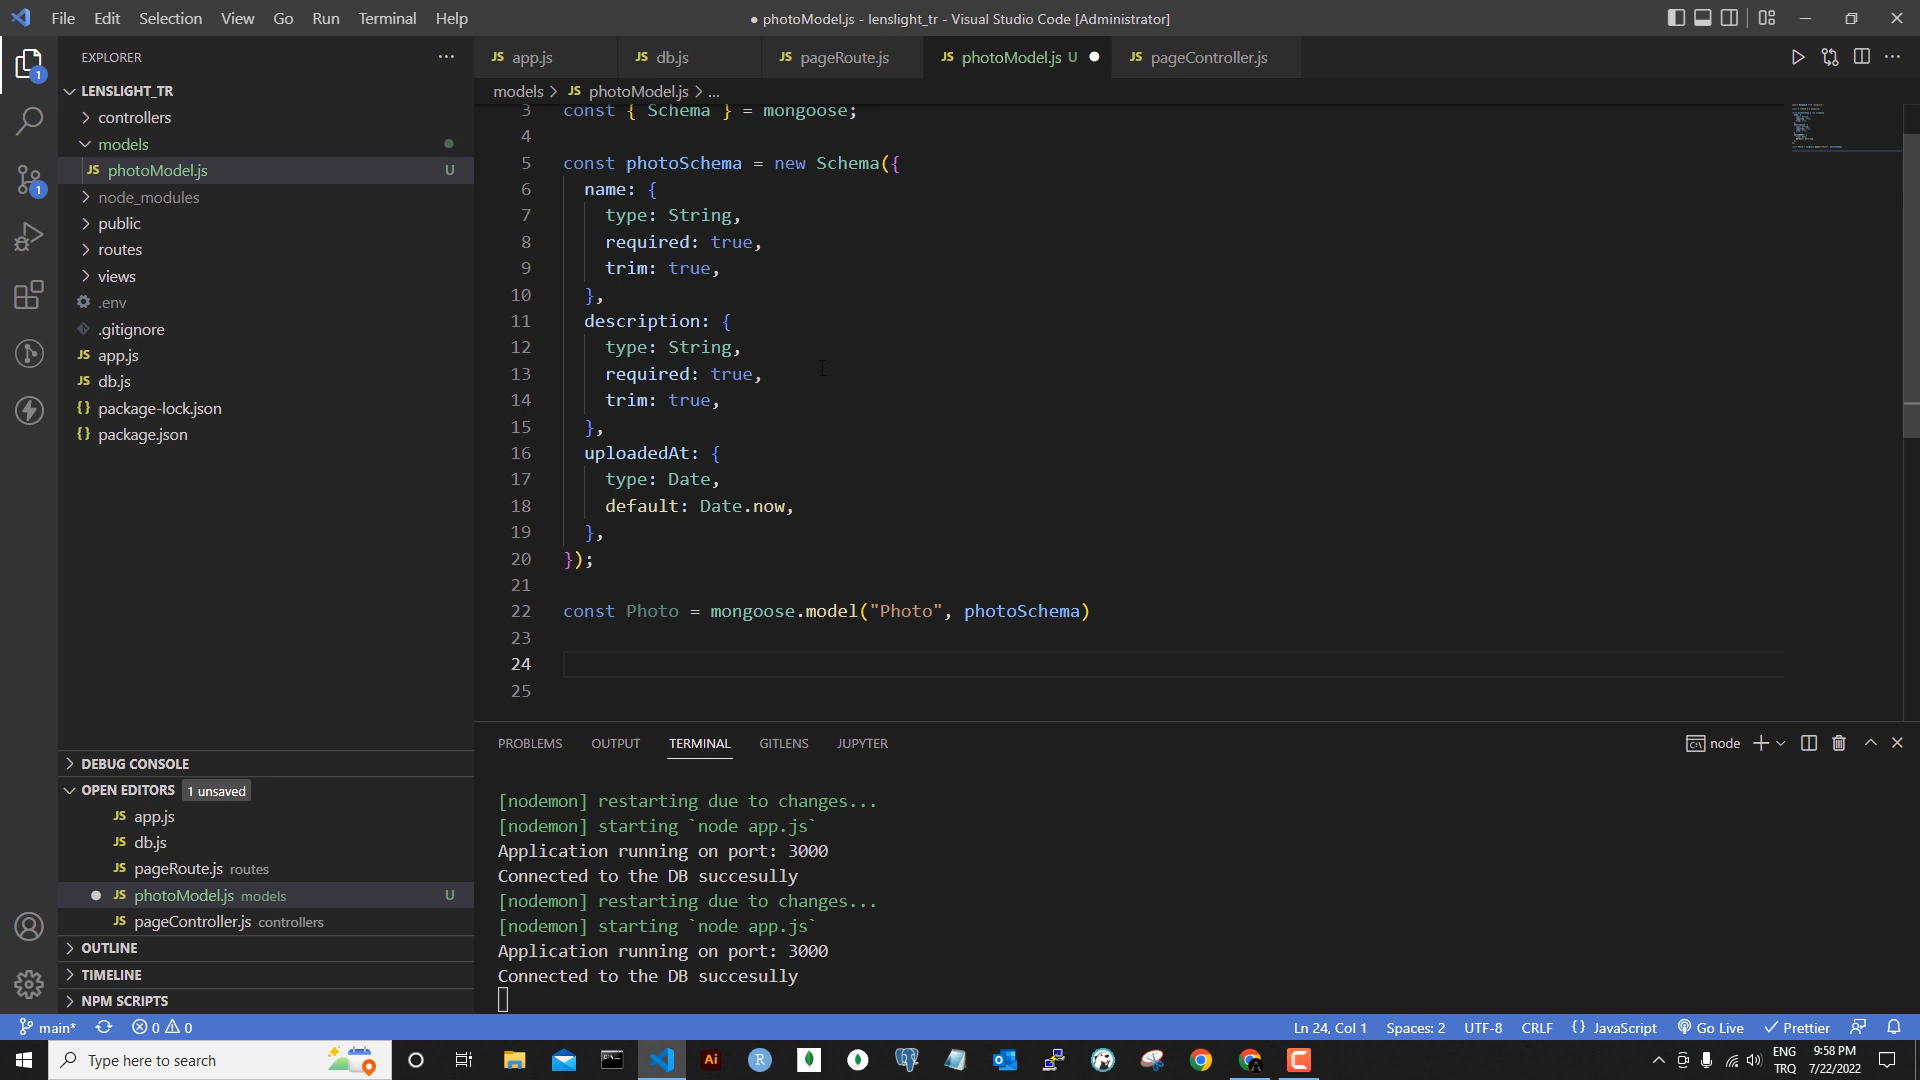 File Edit Selection View Go Run Terminal Help
● photoModel.js - lenslight_tr - Visual Studio Code [Administrator]
EXPLORER
app.js
db.js
pageRoute.js
photoModel.js U
pageController.js
models > photoModel.js > ...
LENSLIGHT_TR
controllers
models
photoModel.js U
node_modules
public
routes
views
.env
.gitignore
app.js
db.js
package-lock.json
package.json
3 const { Schema } = mongoose;
4
5 const photoSchema = new Schema({
6 name: {
7 type: String,
8 required: true,
9 trim: true,
10 },
11 description: {
12 type: String,
13 required: true,
14 trim: true,
15 },
16 uploadedAt: {
17 type: Date,
18 default: Date.now,
19 },
20 });
21
22 const Photo = mongoose.model("Photo", photoSchema)
23
24
25
DEBUG CONSOLE
OPEN EDITORS 1 unsaved
app.js
db.js
pageRoute.js routes
photoModel.js models U
pageController.js controllers
OUTLINE
TIMELINE
NPM SCRIPTS
PROBLEMS OUTPUT TERMINAL GITLENS JUPYTER
node
[nodemon] restarting due to changes...
[nodemon] starting `node app.js`
Application running on port: 3000
Connected to the DB succesully
[nodemon] restarting due to changes...
[nodemon] starting `node app.js`
Application running on port: 3000
Connected to the DB succesully
main* 0 0
Ln 24, Col 1 Spaces: 2 UTF-8 CRLF {} JavaScript Go Live Prettier
Type here to search
ENG
TRQ
9:58 PM
7/22/2022